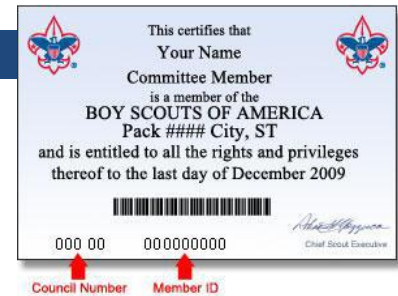 This certifies that
Your Name
Committee Member
is a member of the
BOY SCOUTS OF AMERICA
Pack #### City, ST
and is entitled to all the rights and privileges
thereof to the last day of December 2009
000 00 000000000
Chief Scout Executive
Council Number Member ID